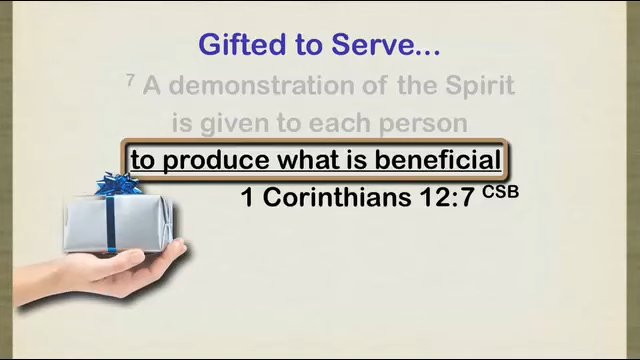 Gifted to Serve...
7 A demonstration of the Spirit
is given to each person
to produce what is beneficial
1 Corinthians 12:7 CSB